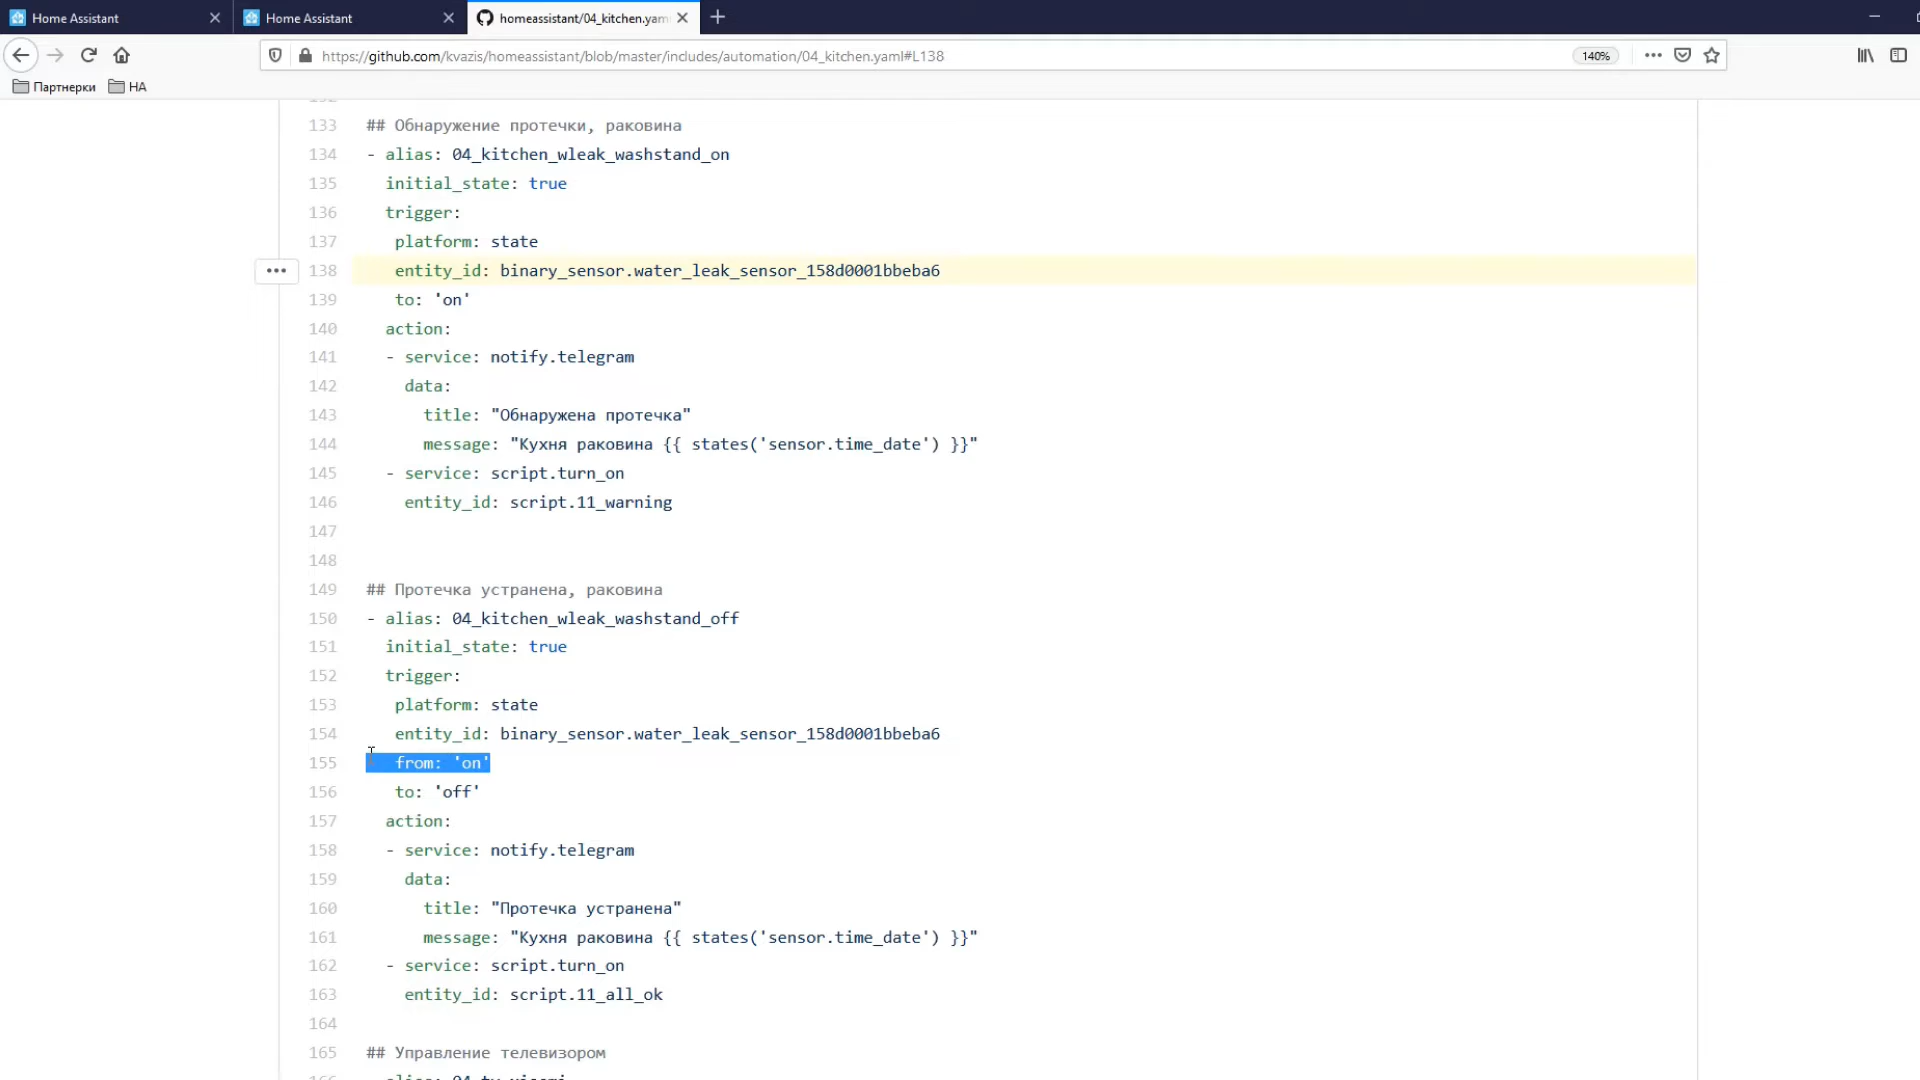 Home Assistant
Home Assistant
homeassistant/04_kitchen.yam
https://github.com/kvazis/homeassistant/blob/master/includes/automation/04_kitchen.yaml#L138
140%
Партнерки
HA
133 ## Обнаружение протечки, раковина
134 - alias: 04_kitchen_wleak_washstand_on
135 initial_state: true
136 trigger:
137 platform: state
138 entity_id: binary_sensor.water_leak_sensor_158d0001bbeba6
139 to: 'on'
140 action:
141 - service: notify.telegram
142 data:
143 title: "Обнаружена протечка"
144 message: "Кухня раковина {{ states('sensor.time_date') }}"
145 - service: script.turn_on
146 entity_id: script.11_warning
147
148
149 ## Протечка устранена, раковина
150 - alias: 04_kitchen_wleak_washstand_off
151 initial_state: true
152 trigger:
153 platform: state
154 entity_id: binary_sensor.water_leak_sensor_158d0001bbeba6
155 from: 'on'
156 to: 'off'
157 action:
158 - service: notify.telegram
159 data:
160 title: "Протечка устранена"
161 message: "Кухня раковина {{ states('sensor.time_date') }}"
162 - service: script.turn_on
163 entity_id: script.11_all_ok
164
165 ## Управление телевизором